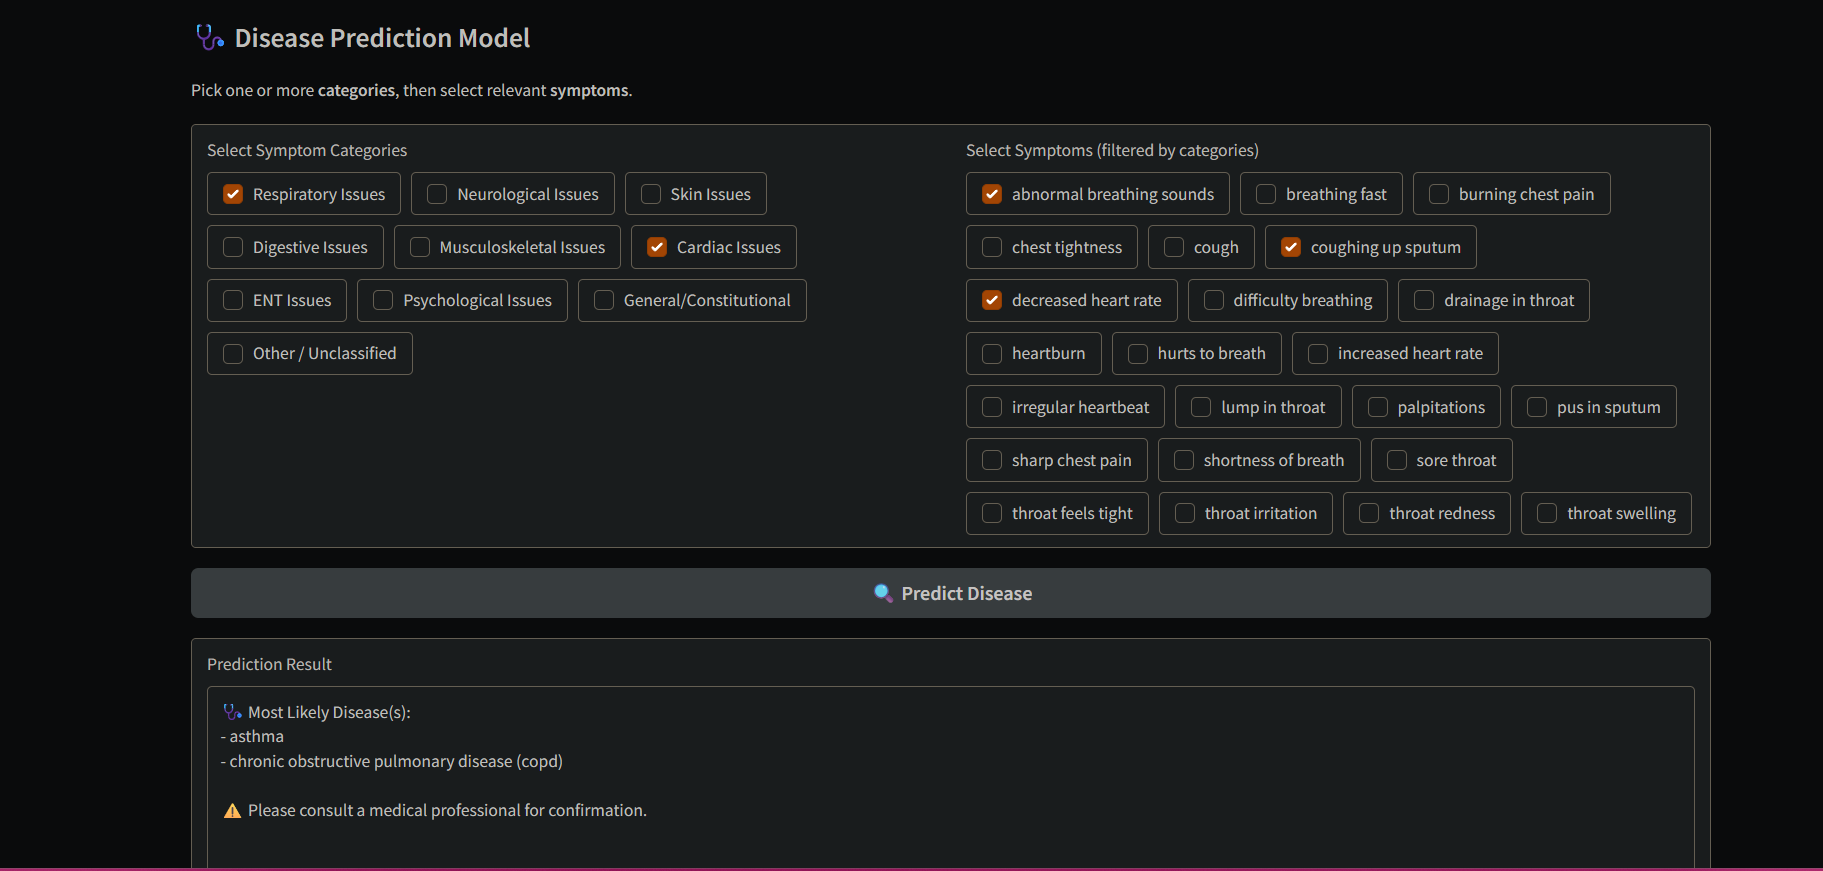 Disease Prediction Model
Pick one or more categories, then select relevant symptoms.
Select Symptom Categories
Respiratory Issues
Neurological Issues
Skin Issues
Digestive Issues
Musculoskeletal Issues
Cardiac Issues
ENT Issues
Psychological Issues
General/Constitutional
Other / Unclassified
Select Symptoms (filtered by categories)
abnormal breathing sounds
breathing fast
burning chest pain
chest tightness
cough
coughing up sputum
decreased heart rate
difficulty breathing
drainage in throat
heartburn
hurts to breath
increased heart rate
irregular heartbeat
lump in throat
palpitations
pus in sputum
sharp chest pain
shortness of breath
sore throat
throat feels tight
throat irritation
throat redness
throat swelling
Predict Disease
Prediction Result
Most Likely Disease(s):
- asthma
- chronic obstructive pulmonary disease (copd)
Please consult a medical professional for confirmation.